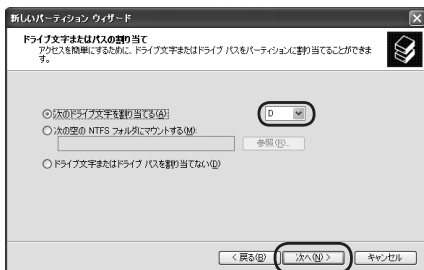 新しいパーティション ウィザード
ドライブ文字またはパスの割り当て
アクセスを簡単にするために、ドライブ文字またはドライブ パスをパーティションに割り当てることができま
す。
次のドライブ文字を割り当てる(A):
D
次の空の NTFS フォルダにマウントする(M):
参照(R)...
ドライブ文字またはドライブ パスを割り当てない(D)
< 戻る(B)
次へ(N) >
キャンセル